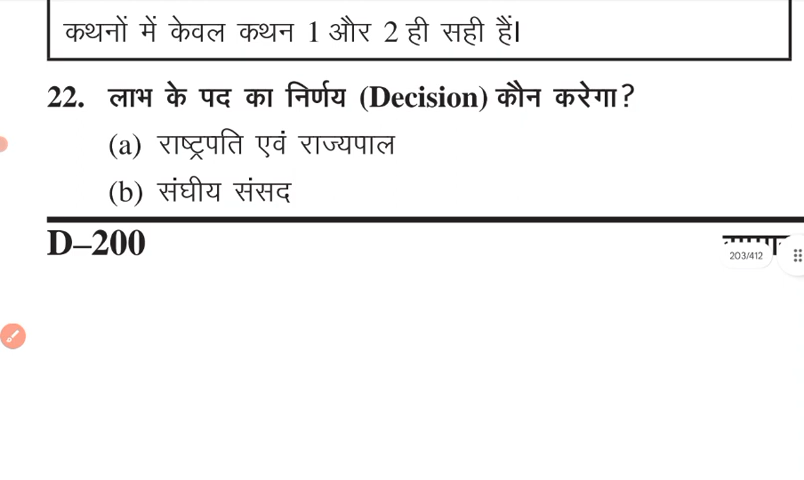 कथनों में केवल कथन 1 और 2 ही सही हैं।
22. लाभ के पद का निर्णय (Decision) कौन करेगा?
(a) राष्ट्रपति एवं राज्यपाल
(b) संघीय संसद
D–200
203/412